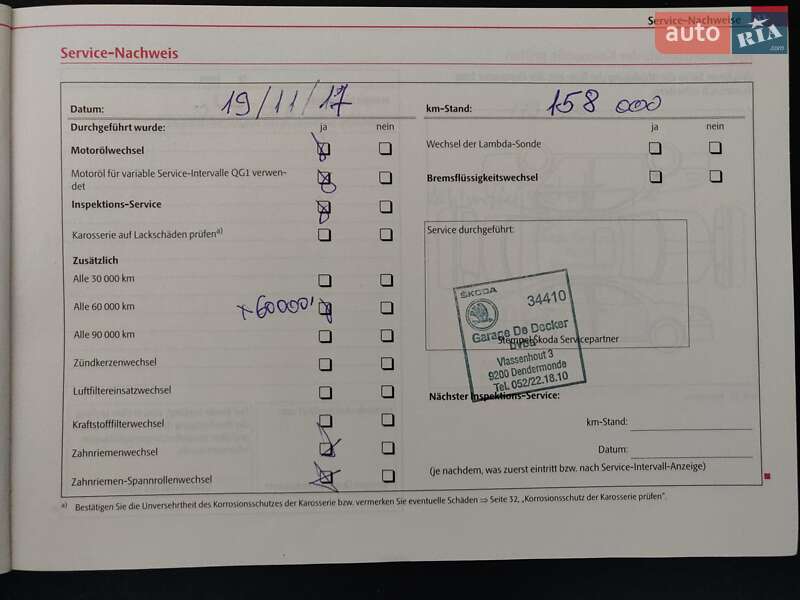 Service-Nachweise
auto RIA .com
Service-Nachweis
Datum: 19/11/17
km-Stand: 158 000
Durchgeführt wurde: ja nein
ja nein
Motorölwechsel
Wechsel der Lambda-Sonde
Motoröl für variable Service-Intervalle QG1 verwen-
det
Bremsflüssigkeitswechsel
Inspektions-Service
Karosserie auf Lackschäden prüfen a)
Service durchgeführt:
Zusätzlich
Alle 30 000 km
Alle 60 000 km + 60000'
Alle 90 000 km
Zündkerzenwechsel
Luftfiltereinsatzwechsel
Kraftstofffilterwechsel
Zahnriemenwechsel
Zahnriemen-Spannrollenwechsel
ŠKODA 34410
Garage De Decker
bvba
Stempel Škoda Servicepartner
Vlassenhout 3
9200 Dendermonde
Tel. 052/22.18.10
Nächster Inspektions-Service:
km-Stand:
Datum:
(je nachdem, was zuerst eintritt bzw. nach Service-Intervall-Anzeige)
a) Bestätigen Sie die Unversehrtheit des Korrosionsschutzes der Karosserie bzw. vermerken Sie eventuelle Schäden ⇒ Seite 32, „Korrosionsschutz der Karosserie prüfen".